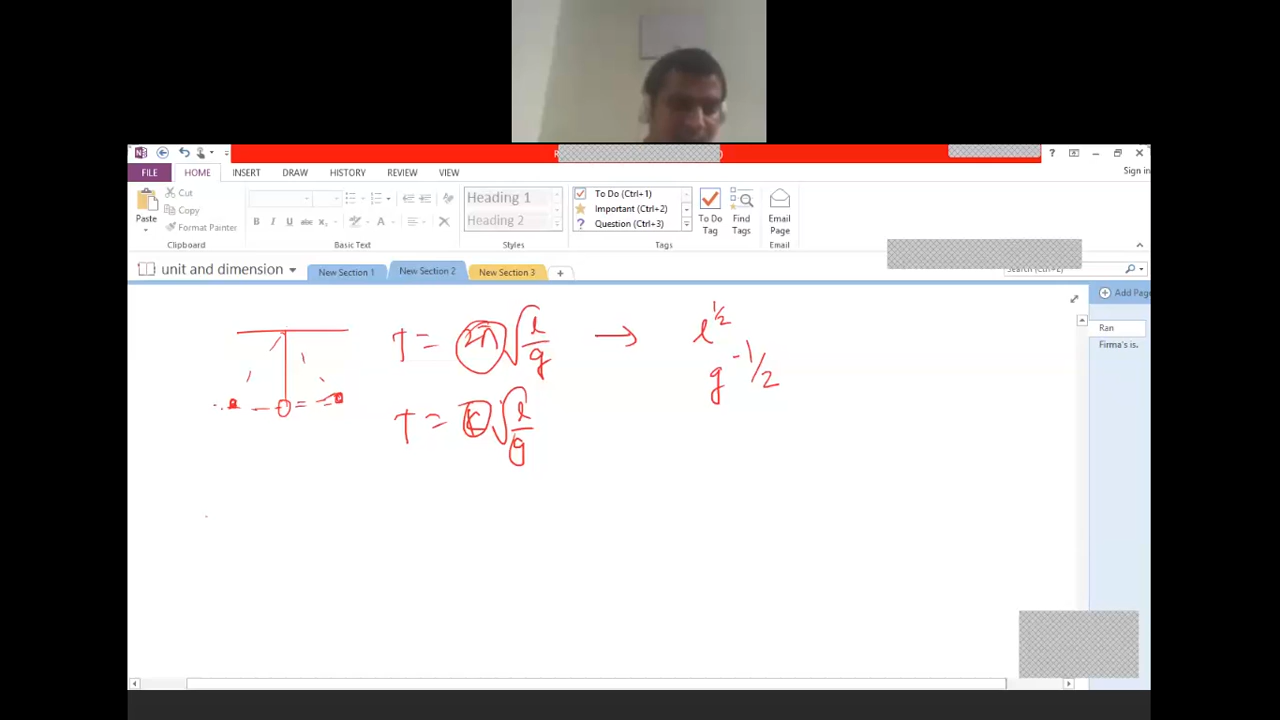 Sign in
FILE HOME INSERT DRAW HISTORY REVIEW VIEW
Paste
Cut
Copy
Format Painter
Clipboard
B I U abc
Basic Text
Heading 1
Heading 2
Styles
To Do (Ctrl+1)
Important (Ctrl+2)
? Question (Ctrl+3)
Tags
To Do Tag
Find Tags
Email Page
Email
unit and dimension New Section 1 New Section 2 New Section 3
Search (Ctrl+E)
Add Page
Ran
Firma's is.
T = 2π √(l/g) → l^1/2
g^-1/2
T = K √(l/g)